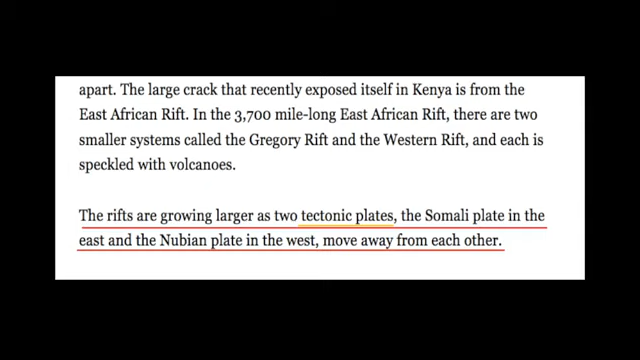 apart. The large crack that recently exposed itself in Kenya is from the
East African Rift. In the 3,700 mile-long East African Rift, there are two
smaller systems called the Gregory Rift and the Western Rift, and each is
speckled with volcanoes.
The rifts are growing larger as two tectonic plates, the Somali plate in the
east and the Nubian plate in the west, move away from each other.